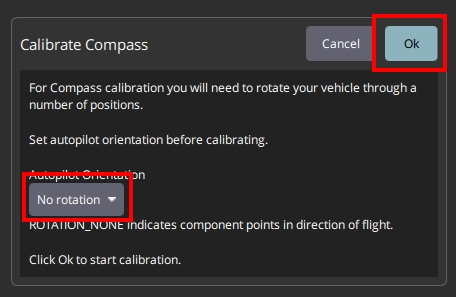 Calibrate Compass
Cancel
Ok
For Compass calibration you will need to rotate your vehicle through a
number of positions.
Set autopilot orientation before calibrating.
Autopilot Orientation
No rotation
ROTATION_NONE indicates component points in direction of flight.
Click Ok to start calibration.